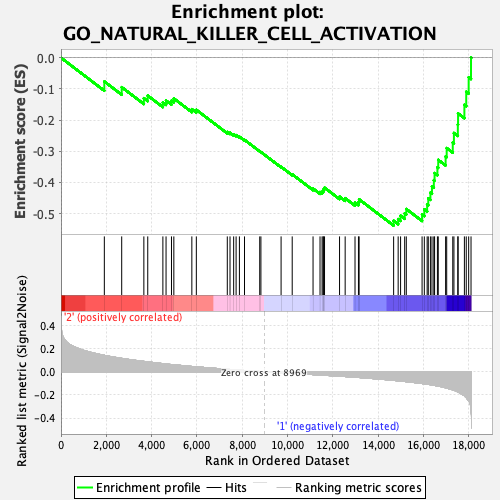 Enrichment plot:
GO_NATURAL_KILLER_CELL_ACTIVATION
Enrichment score (ES)
0.0
-0.1
-0.2
-0.3
-0.4
-0.5
'2' (positively correlated)
Ranked list metric (Signal2Noise)
0.4
0.2
0.0
-0.2
-0.4
Zero cross at 8969
'1' (negatively correlated)
0
2,000
4,000
6,000
8,000
10,000
12,000
14,000
16,000
18,000
Rank in Ordered Dataset
Enrichment profile
Hits
Ranking metric scores